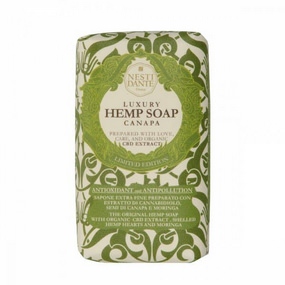 NESTI
DANTE
LUXURY
HEMP SOAP
CANAPA
PREPARED WITH LOVE,
CARE, AND ORGANIC
(CBD EXTRACT)
LIMITED EDITION
ANTIOXIDANT and ANTIPOLLUTION
SAPONE EXTRA FINE PREPARATO CON
ESTRATTO DI CANNABIDIOLO,
SEMI DI CANAPA E MORINGA
THE ORIGINAL HEMP SOAP
WITH ORGANIC CBD EXTRACT, SHELLED
HEMP HEARTS AND MORINGA